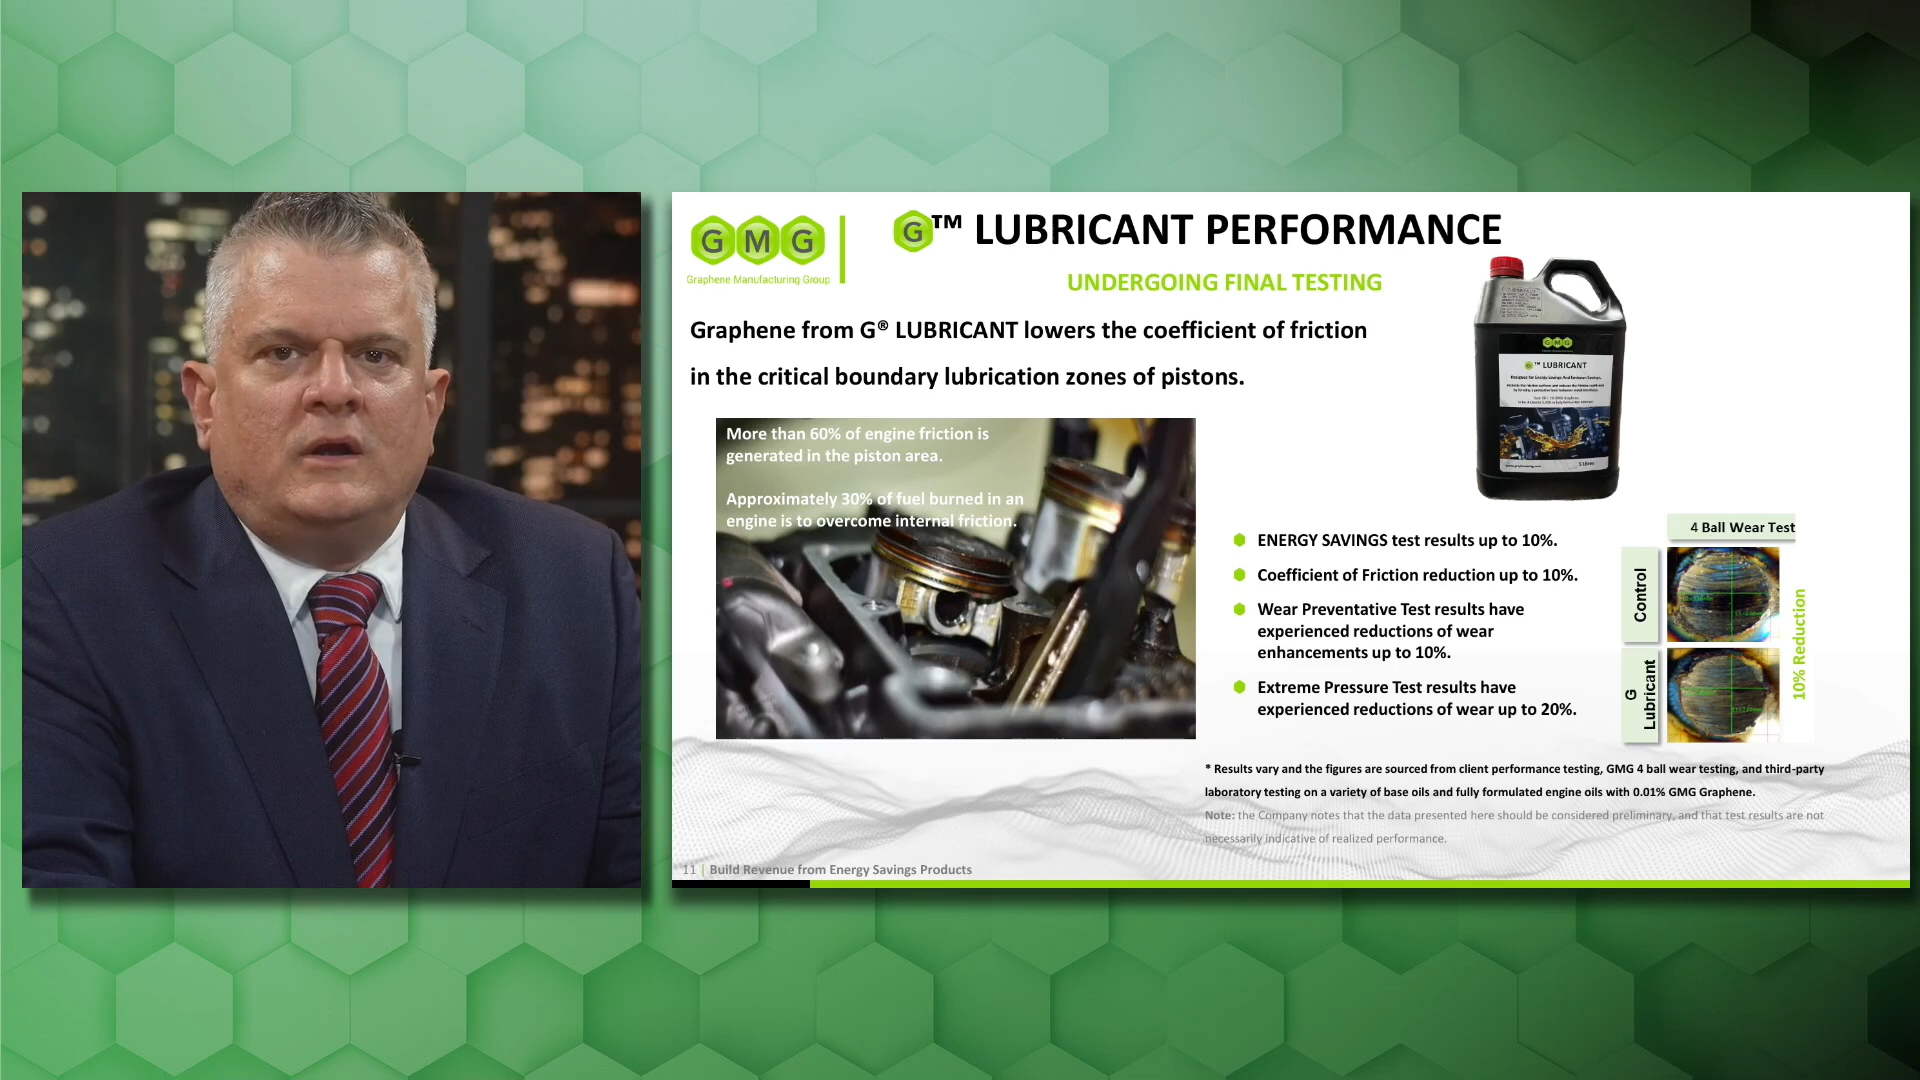 GMG
Graphene Manufacturing Group
G™ LUBRICANT PERFORMANCE
UNDERGOING FINAL TESTING
Graphene from G® LUBRICANT lowers the coefficient of friction
in the critical boundary lubrication zones of pistons.
More than 60% of engine friction is
generated in the piston area.
Approximately 30% of fuel burned in an
engine is to overcome internal friction.
GMG
G™ LUBRICANT
5 Litres
ENERGY SAVINGS test results up to 10%.
Coefficient of Friction reduction up to 10%.
Wear Preventative Test results have
experienced reductions of wear
enhancements up to 10%.
Extreme Pressure Test results have
experienced reductions of wear up to 20%.
4 Ball Wear Test
Control
G
Lubricant
10% Reduction
* Results vary and the figures are sourced from client performance testing, GMG 4 ball wear testing, and third-party
laboratory testing on a variety of base oils and fully formulated engine oils with 0.01% GMG Graphene.
Note: the Company notes that the data presented here should be considered preliminary, and that test results are not
necessarily indicative of realized performance.
11 | Build Revenue from Energy Savings Products